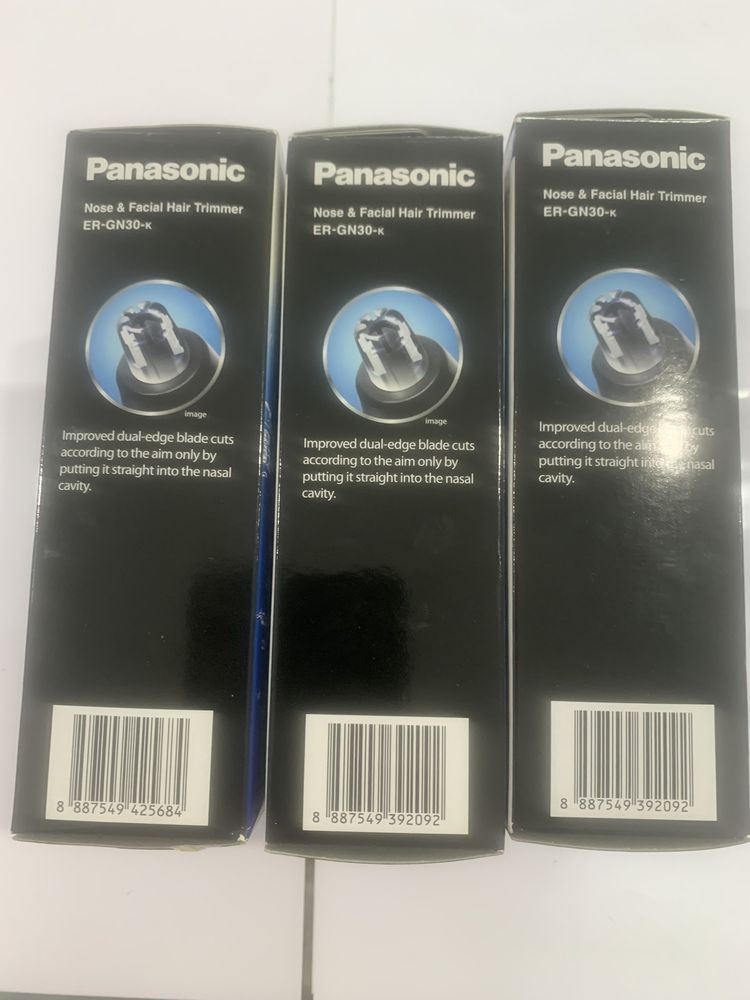 Panasonic
Nose & Facial Hair Trimmer
ER-GN30-K
image
Improved dual-edge blade cuts
according to the aim only by
putting it straight into the nasal
cavity.
8 887549 425684
Panasonic
Nose & Facial Hair Trimmer
ER-GN30-K
image
Improved dual-edge blade cuts
according to the aim only by
putting it straight into the nasal
cavity.
8 887549 392092
Panasonic
Nose & Facial Hair Trimmer
ER-GN30-K
Improved dual-edge cuts
according to the aim by
putting it straight into nasal
cavity.
8 887549 392092